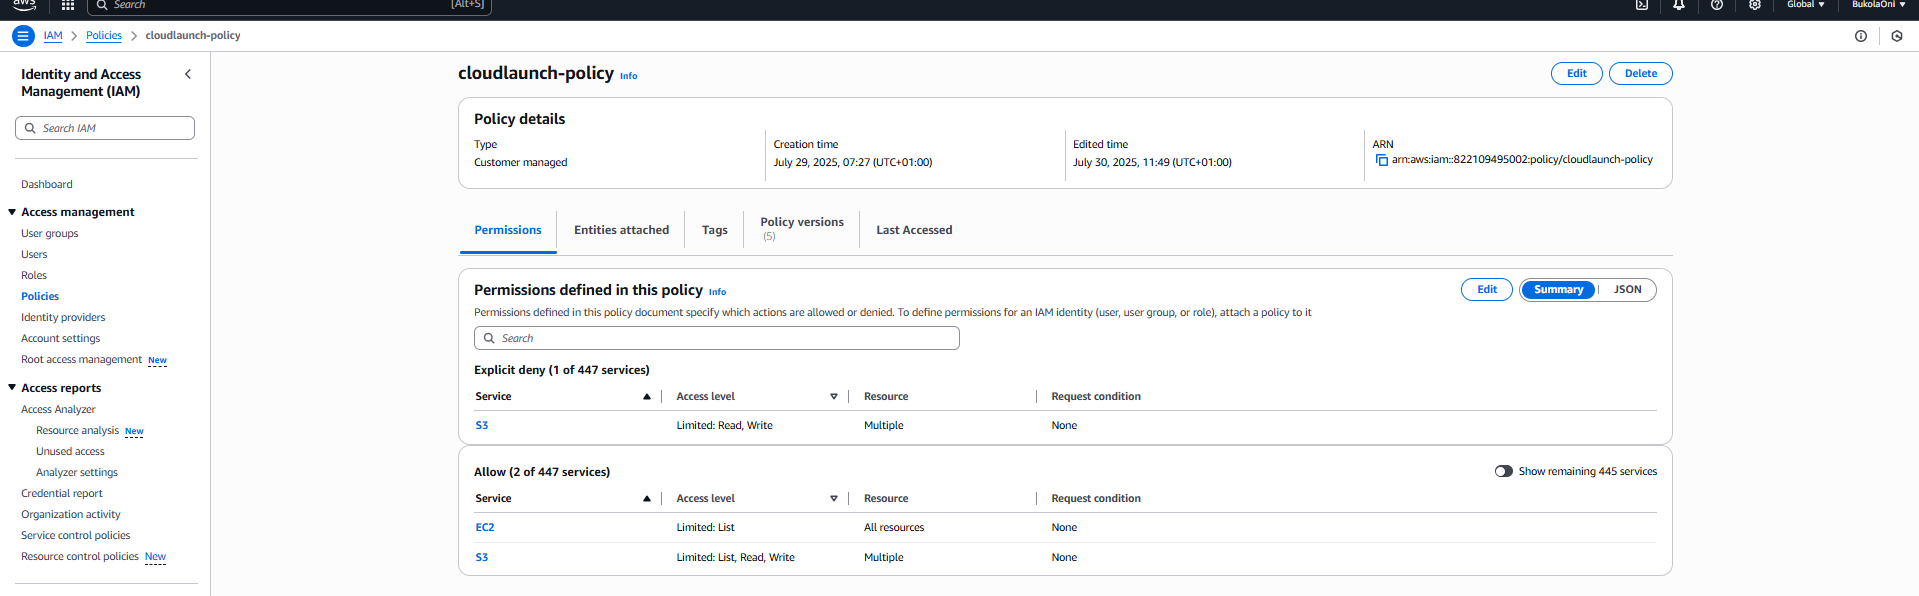 aws
Search
[Alt+S]
Global
BukolaOni
IAM
Policies
cloudlaunch-policy
Identity and Access
Management (IAM)
Search IAM
Dashboard
Access management
User groups
Users
Roles
Policies
Identity providers
Account settings
Root access management New
Access reports
Access Analyzer
Resource analysis New
Unused access
Analyzer settings
Credential report
Organization activity
Service control policies
Resource control policies New
cloudlaunch-policy Info
Edit
Delete
Policy details
Type
Customer managed
Creation time
July 29, 2025, 07:27 (UTC+01:00)
Edited time
July 30, 2025, 11:49 (UTC+01:00)
ARN
arn:aws:iam::822109495002:policy/cloudlaunch-policy
Permissions
Entities attached
Tags
Policy versions
(5)
Last Accessed
Permissions defined in this policy Info
Edit
Summary
JSON
Permissions defined in this policy document specify which actions are allowed or denied. To define permissions for an IAM identity (user, user group, or role), attach a policy to it
Search
Explicit deny (1 of 447 services)
Service Access level Resource Request condition
S3 Limited: Read, Write Multiple None
Allow (2 of 447 services)
Show remaining 445 services
Service Access level Resource Request condition
EC2 Limited: List All resources None
S3 Limited: List, Read, Write Multiple None